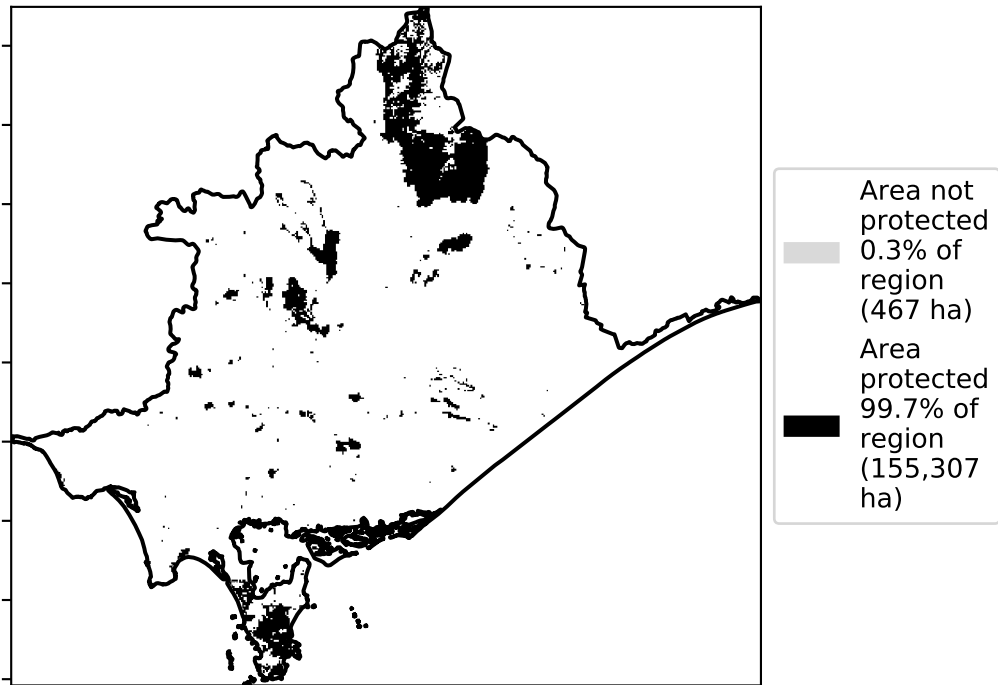 Area not
protected
0.3% of
region
(467 ha)
Area
protected
99.7% of
region
(155,307
ha)